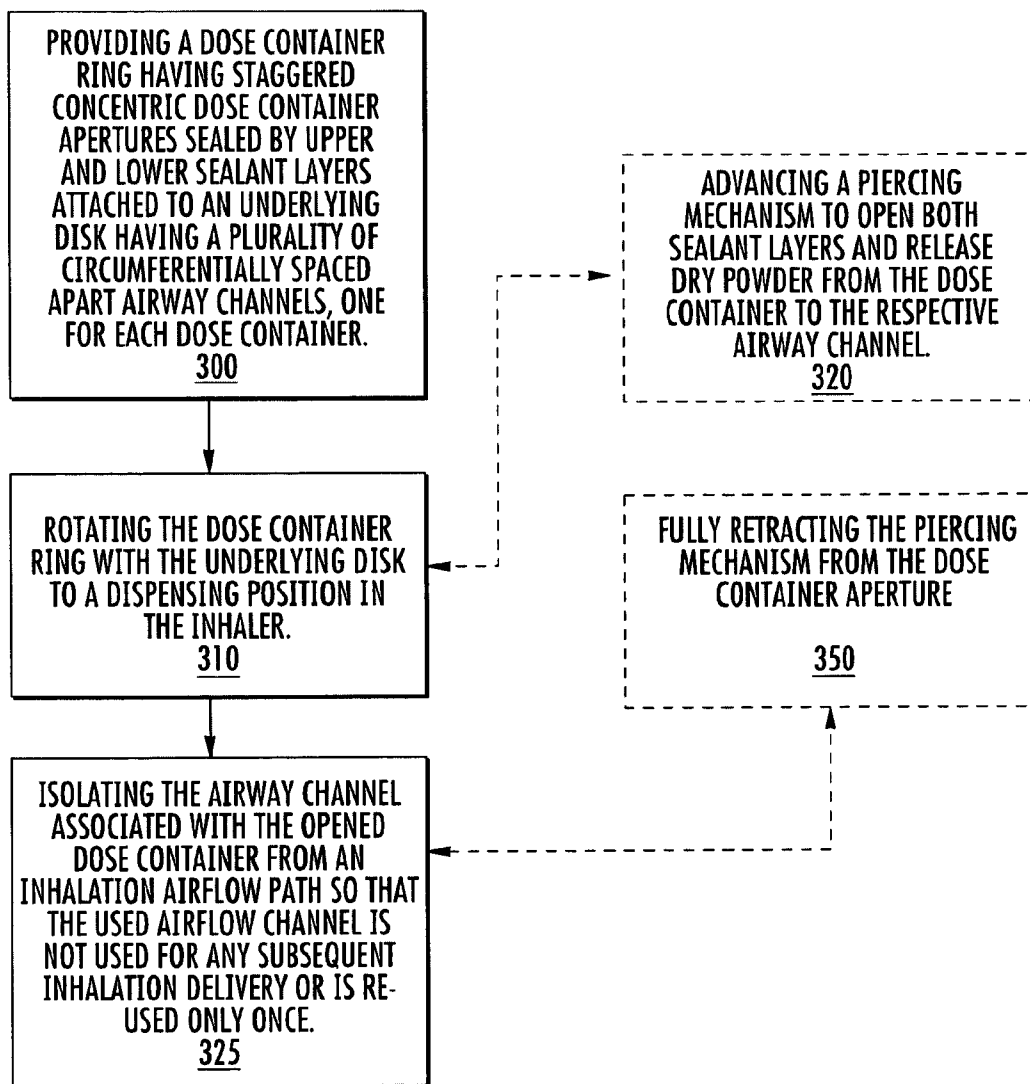 PROVIDING A DOSE CONTAINER
RING HAVING STAGGERED
CONCENTRIC DOSE CONTAINER
APERTURES SEALED BY UPPER
AND LOWER SEALANT LAYERS
ATTACHED TO AN UNDERLYING
DISK HAVING A PLURALITY OF
CIRCUMFERENTIALLY SPACED
APART AIRWAY CHANNELS, ONE
FOR EACH DOSE CONTAINER.
300
ADVANCING A PIERCING
MECHANISM TO OPEN BOTH
SEALANT LAYERS AND RELEASE
DRY POWDER FROM THE DOSE
CONTAINER TO THE RESPECTIVE
AIRWAY CHANNEL.
320
ROTATING THE DOSE CONTAINER
RING WITH THE UNDERLYING DISK
TO A DISPENSING POSITION IN
THE INHALER.
310
FULLY RETRACTING THE PIERCING
MECHANISM FROM THE DOSE
CONTAINER APERTURE
350
ISOLATING THE AIRWAY CHANNEL
ASSOCIATED WITH THE OPENED
DOSE CONTAINER FROM AN
INHALATION AIRFLOW PATH SO THAT
THE USED AIRFLOW CHANNEL IS
NOT USED FOR ANY SUBSEQUENT
INHALATION DELIVERY OR IS RE-
USED ONLY ONCE.
325